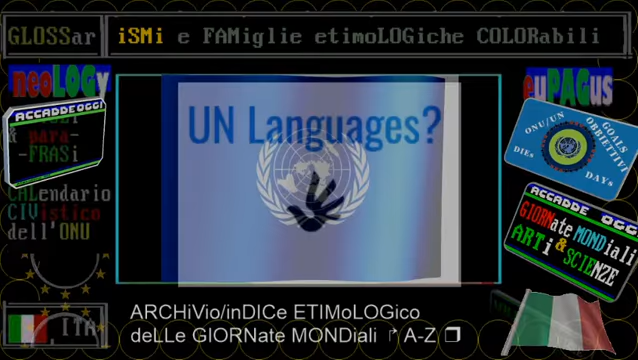 GLOSSar iSMi e FAMiglie etimoLOGiche COLORabili
neoLOGy
euPAGus
ACCADDEOGGI
& para-
-FRASi
CALendario
CIVistico
dell'ONU
ITA
UN Languages?
ONU/UN GOALS
OBBIETTIVI
DIES DAYS
ACCADDE OGGI
GIORNate MONDiali
ARTi & SCIENZE
ARCHiVio/inDICe ETIMoLOGico
deLLe GIORNate MONDiali A-Z